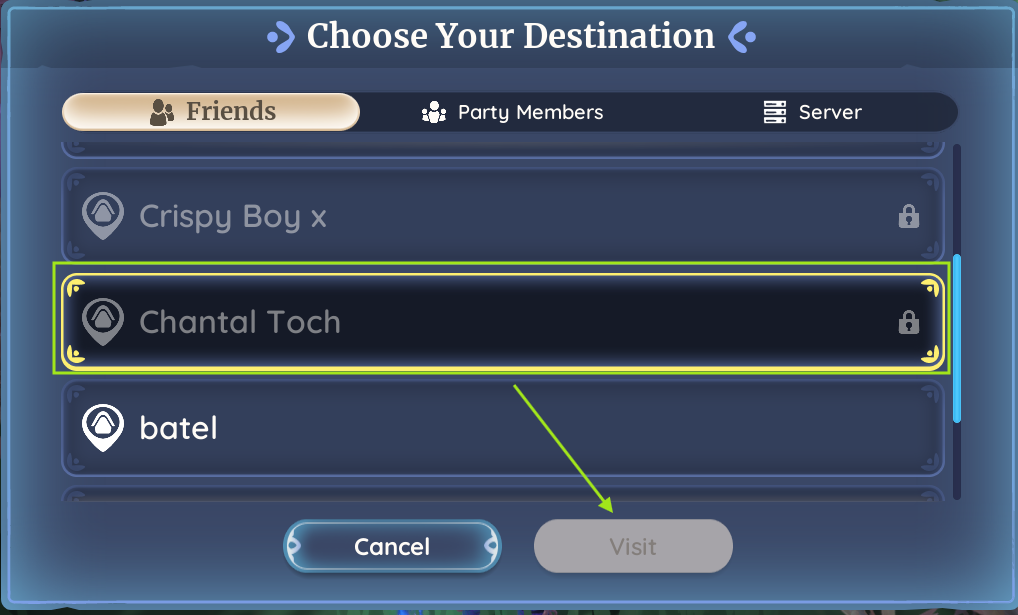 Choose Your Destination
Friends
Party Members
Server
Crispy Boy x
Chantal Toch
batel
Cancel
Visit